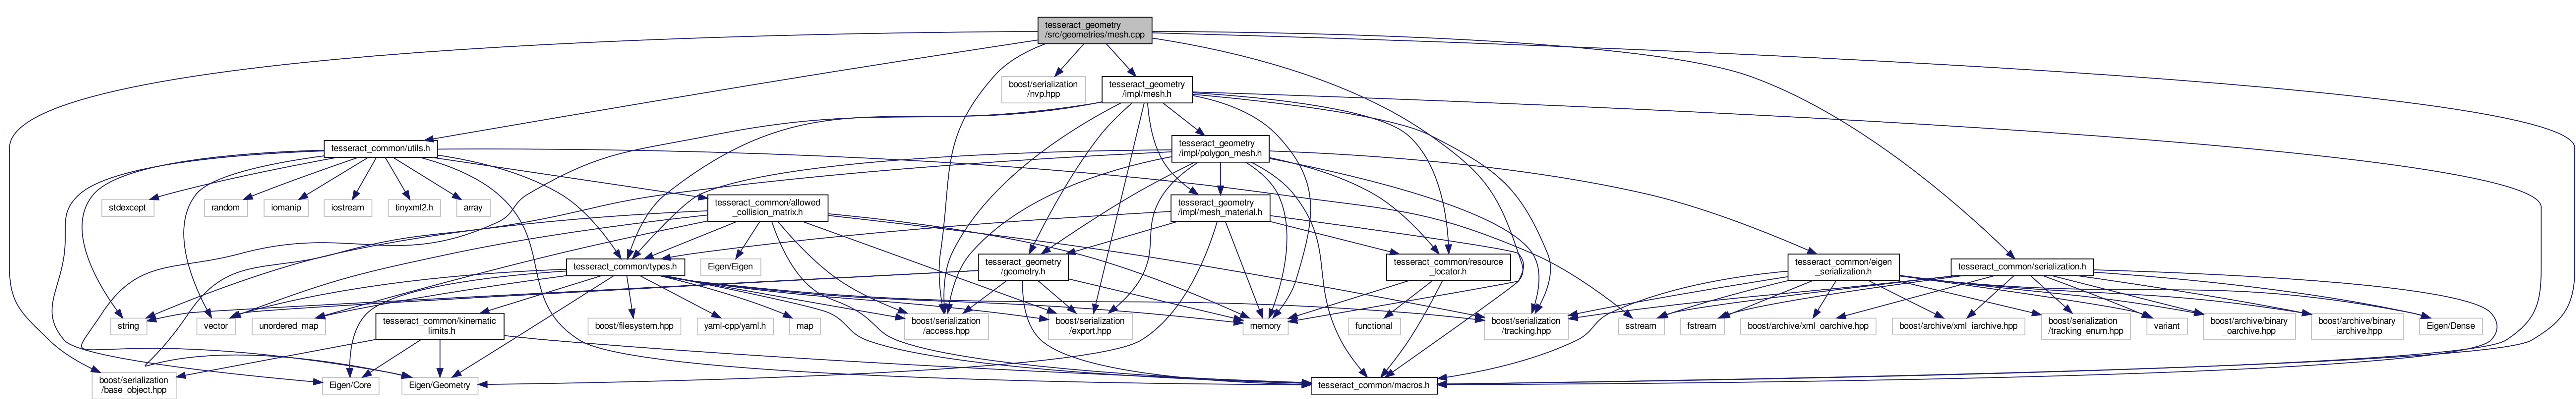 tesseract_geometry
/src/geometries/mesh.cpp
boost/serialization
/nvp.hpp
tesseract_geometry
/impl/mesh.h
tesseract_common/utils.h
tesseract_geometry
/impl/polygon_mesh.h
stdexcept
random
iomanip
iostream
tinyxml2.h
array
tesseract_common/allowed
_collision_matrix.h
tesseract_geometry
/impl/mesh_material.h
tesseract_common/types.h
Eigen/Eigen
tesseract_geometry
/geometry.h
tesseract_common/resource
_locator.h
tesseract_common/eigen
_serialization.h
tesseract_common/serialization.h
string
vector
unordered_map
tesseract_common/kinematic
_limits.h
boost/filesystem.hpp
yaml-cpp/yaml.h
map
boost/serialization
/access.hpp
boost/serialization
/export.hpp
memory
functional
boost/serialization
/tracking.hpp
sstream
fstream
boost/archive/xml_oarchive.hpp
boost/archive/xml_iarchive.hpp
boost/serialization
/tracking_enum.hpp
variant
boost/archive/binary
_oarchive.hpp
boost/archive/binary
_iarchive.hpp
Eigen/Dense
boost/serialization
/base_object.hpp
Eigen/Core
Eigen/Geometry
tesseract_common/macros.h